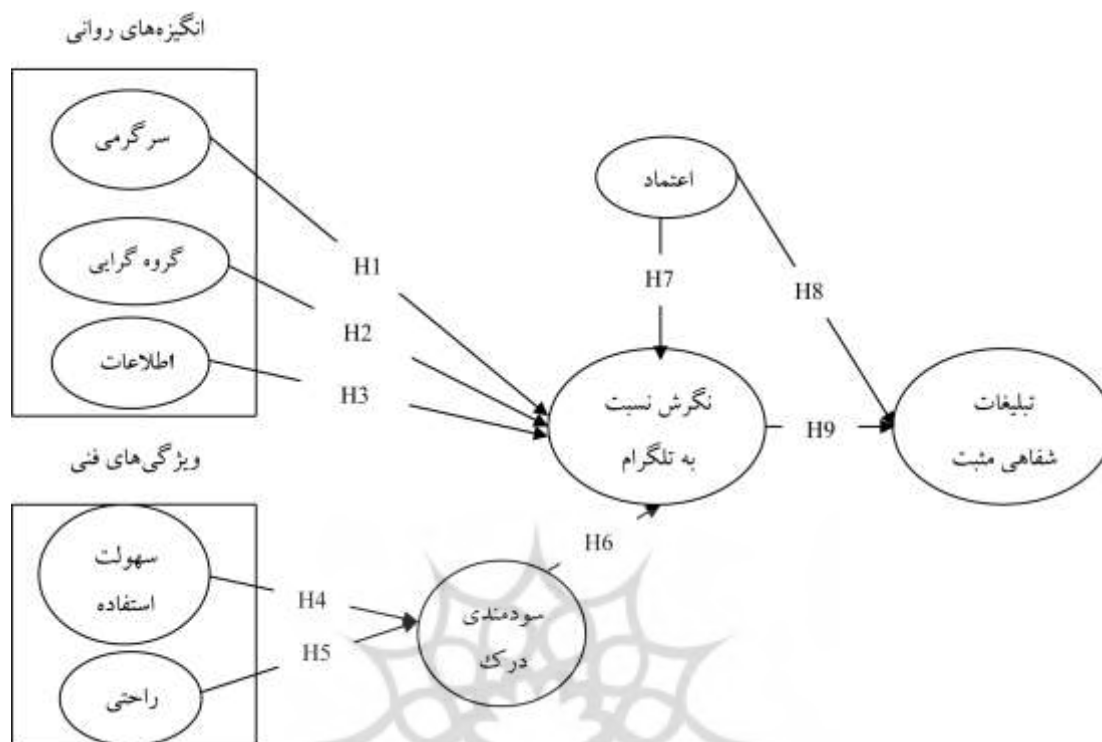 انگیزه‌های روانی
سرگرمی
گروه گرایی
اطلاعات
ویژگی‌های فنی
سهولت
استفاده
راحتی
H1
H2
H3
H4
H5
سودمندی
درک
H6
اعتماد
H7
H8
نگرش نسبت
به تلگرام
H9
تبلیغات
شفاهی مثبت